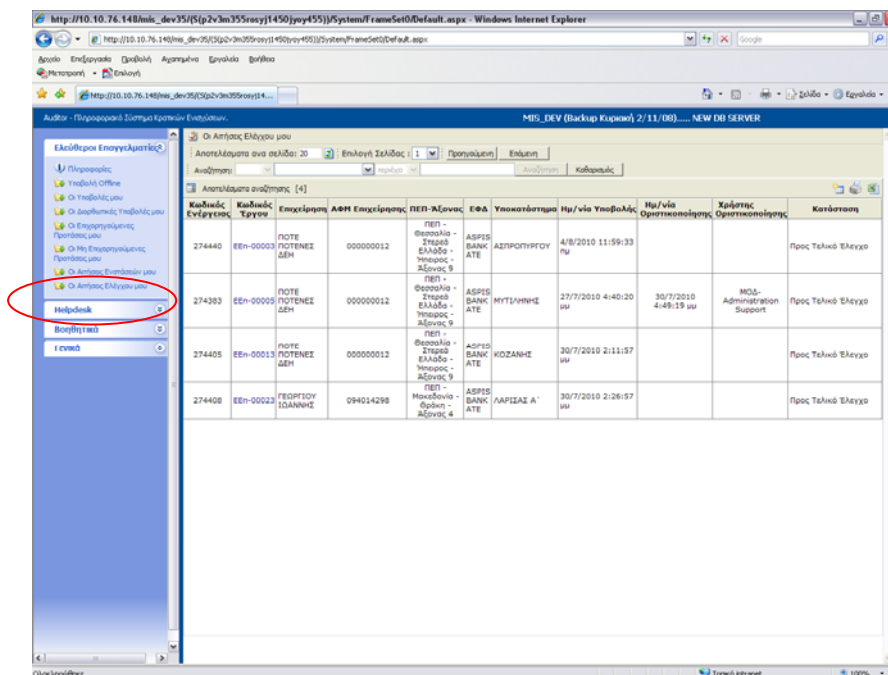 http://10.10.76.148/mis_dev35/(S(p2v3m355rosyj1450jyoy455))/System/FrameSet0/Default.aspx - Windows Internet Explorer
http://10.10.76.148/mis_dev35/(S(p2v3m355rosyj1450jyoy455))/System/FrameSet0/Default.aspx
Google
Αρχείο Επεξεργασία Προβολή Αγαπημένα Εργαλεία Βοήθεια
Μετατροπή Επιλογή
http://10.10.76.148/mis_dev35/(S(p2v3m355rosyj14...
Σελίδα Εργαλεία
Auditor - Πληροφοριακό Σύστημα Κρατικών Ενισχύσεων.
MIS_DEV (Backup Κυριακή 2/11/08)..... NEW DB SERVER
Ελεύθεροι Επαγγελματίες
Πληροφορίες
Υποβολή Offline
Οι Υποβολές μου
Οι Διορθωτικές Υποβολές μου
Οι Επιχορηγούμενες
Προτάσεις μου
Οι Μη Επιχορηγούμενες
Προτάσεις μου
Οι Αιτήσεις Ενστάσεών μου
Οι Αιτήσεις Ελέγχου μου
Helpdesk
Βοηθητικά
Γενικά
Οι Αιτήσεις Ελέγχου μου
Αποτελέσματα ανα σελίδα: 20 Επιλογή Σελίδας : 1 Προηγούμενη Επόμενη
Αναζήτηση: περιέχει Αναζήτηση Καθαρισμός
Αποτελέσματα αναζήτησης [4]
Κωδικός Ενέργειας Κωδικός Έργου Επιχείρηση ΑΦΜ Επιχείρησης ΠΕΠ-Άξονας ΕΦΔ Υποκατάστημα Ημ/νία Υποβολής Ημ/νία Οριστικοποίησης Χρήστης Οριστικοποίησης Κατάσταση
274440 ΕΕπ-00003 ΠΟΤΕ ΠΟΤΕΝΕΣ ΔΕΗ 000000012 ΠΕΠ - Θεσσαλία - Στερεά Ελλάδα - Ήπειρος - Άξονας 9 ASPIS BANK ATE ΑΣΠΡΟΠΥΡΓΟΥ 4/8/2010 11:59:33 πμ Προς Τελικό Έλεγχο
274383 ΕΕπ-00005 ΠΟΤΕ ΠΟΤΕΝΕΣ ΔΕΗ 000000012 ΠΕΠ - Θεσσαλία - Στερεά Ελλάδα - Ήπειρος - Άξονας 9 ASPIS BANK ATE ΜΥΤΙΛΗΝΗΣ 27/7/2010 4:40:20 μμ 30/7/2010 4:49:19 μμ ΜΟΔ-Administration Support Προς Τελικό Έλεγχο
274405 ΕΕπ-00013 ΠΟΤΕ ΠΟΤΕΝΕΣ ΔΕΗ 000000012 ΠΕΠ - Θεσσαλία - Στερεά Ελλάδα - Ήπειρος - Άξονας 9 ASPIS BANK ATE ΚΟΖΑΝΗΣ 30/7/2010 2:11:57 μμ Προς Τελικό Έλεγχο
274408 ΕΕπ-00023 ΓΕΩΡΓΙΟΥ ΙΩΑΝΝΗΣ 094014298 ΠΕΠ - Μακεδονία - Θράκη - Άξονας 4 ASPIS BANK ATE ΛΑΡΙΣΑΣ Α΄ 30/7/2010 2:26:57 μμ Προς Τελικό Έλεγχο
Ολοκληρώθηκε
Τοπικό intranet
100%